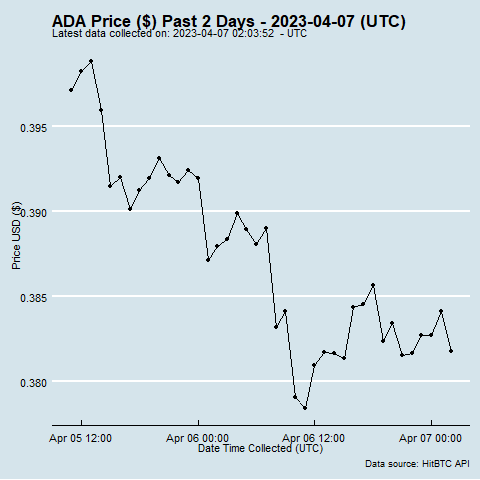 ADA Price ($) Past 2 Days - 2023-04-07 (UTC)
Latest data collected on: 2023-04-07 02:03:52  - UTC
Price USD ($)
0.395
0.390
0.385
0.380
Apr 05 12:00
Apr 06 00:00
Apr 06 12:00
Apr 07 00:00
Date Time Collected (UTC)
Data source: HitBTC API